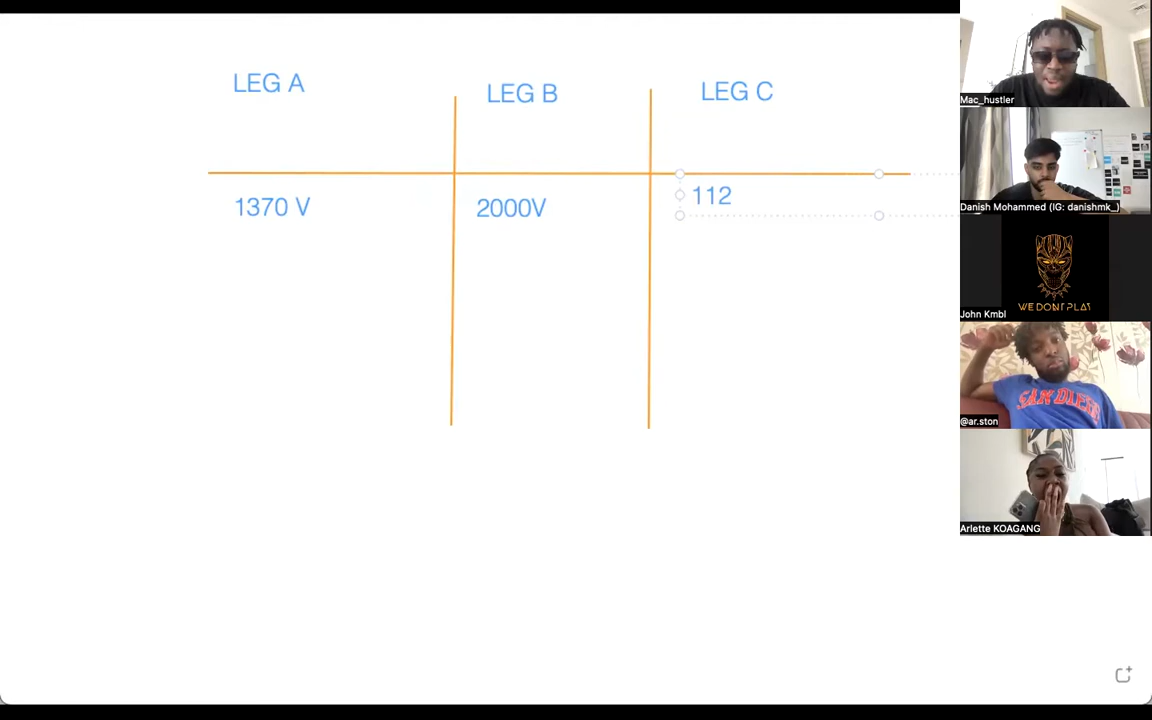 LEG A
LEG B
LEG C
1370 V
2000V
112
Mac_hustler
Danish Mohammed (IG: danishmk_)
WE DONT PLAY
John Kmbl
SAN DIEG
@ar.ston
Arlette KOAGANG